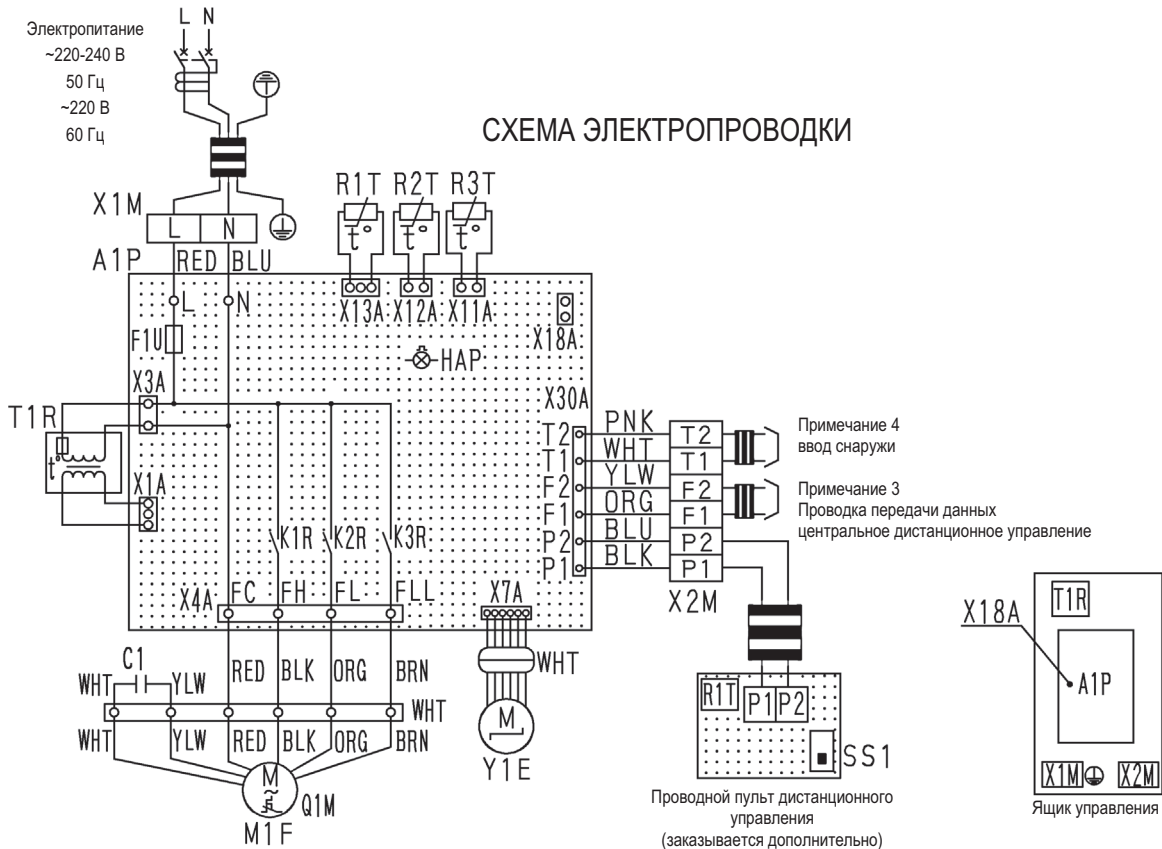 L N
Электропитание
~220-240 В
50 Гц
~220 В
60 Гц
СХЕМА ЭЛЕКТРОПРОВОДКИ
R1T R2T R3T
t° t° t°
X1M
L N
A1P RED BLU
L N
X13A X12A X11A
X18A
F1U
HAP
X3A
X30A
T1R
t°
X1A
T2 PNK T2
T1 WHT T1
F2 YLW F2
F1 ORG F1
P2 BLU P2
P1 BLK P1
X2M
Примечание 4
ввод снаружи
Примечание 3
Проводка передачи данных
центральное дистанционное управление
K1R K2R K3R
X4A FC FH FL FLL
X7A
WHT
M
Y1E
C1
WHT YLW RED BLK ORG BRN
WHT
WHT YLW RED BLK ORG BRN
M
~
Q1M
M1F
R1T P1 P2
SS1
Проводной пульт дистанционного
управления
(заказывается дополнительно)
T1R
X18A
A1P
X1M X2M
Ящик управления